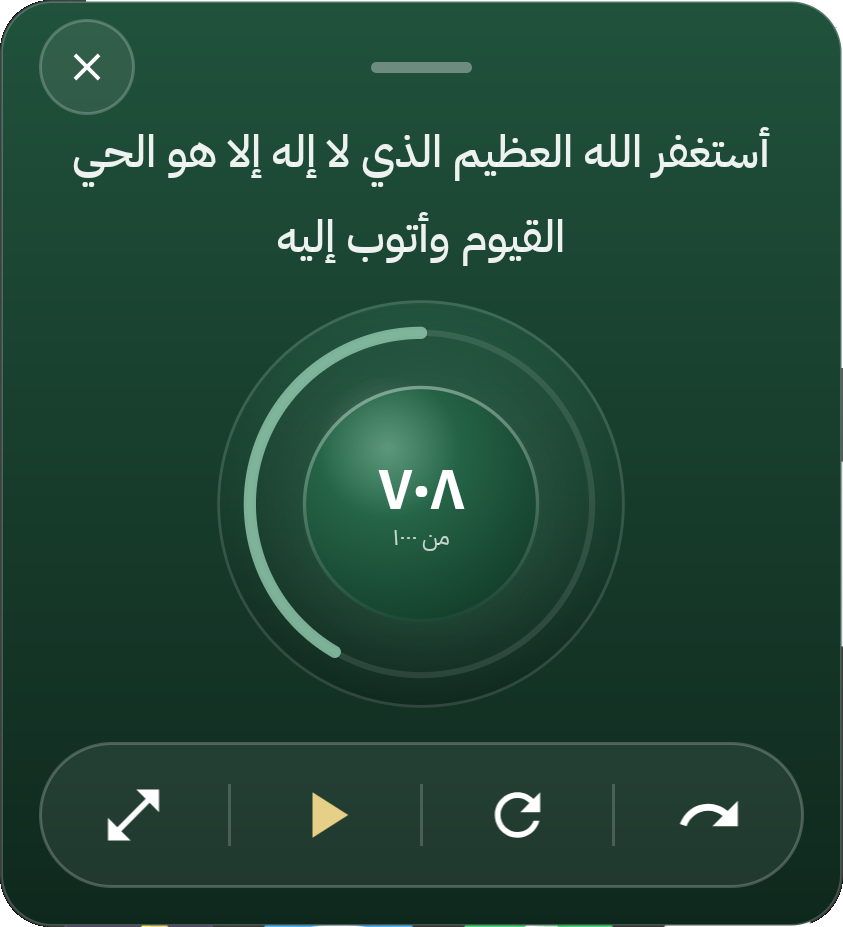 أستغفر الله العظيم الذي لا إله إلا هو الحي
القيوم وأتوب إليه
٧٠٨
من ١٠٠٠